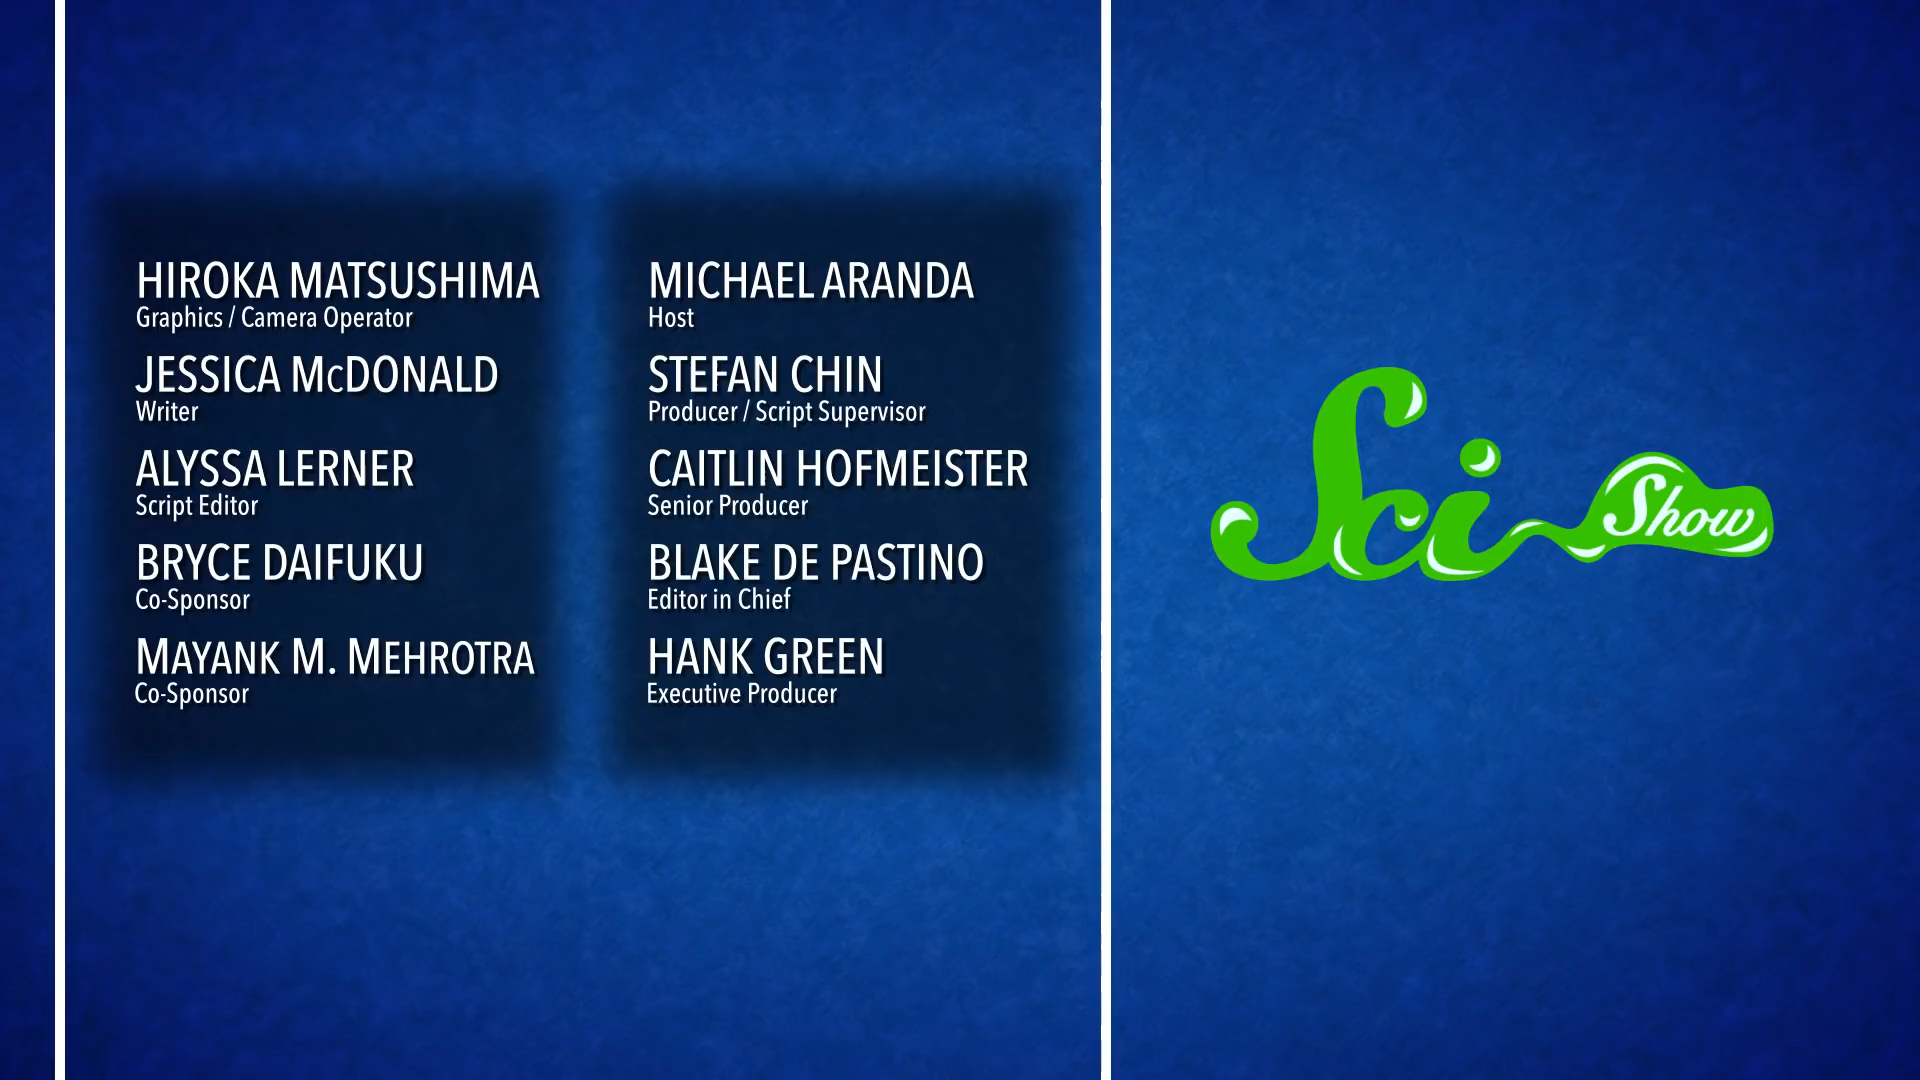 HIROKA MATSUSHIMA
Graphics / Camera Operator
JESSICA McDONALD
Writer
ALYSSA LERNER
Script Editor
BRYCE DAIFUKU
Co-Sponsor
MAYANK M. MEHROTRA
Co-Sponsor
MICHAEL ARANDA
Host
STEFAN CHIN
Producer / Script Supervisor
CAITLIN HOFMEISTER
Senior Producer
BLAKE DE PASTINO
Editor in Chief
HANK GREEN
Executive Producer
Sci Show